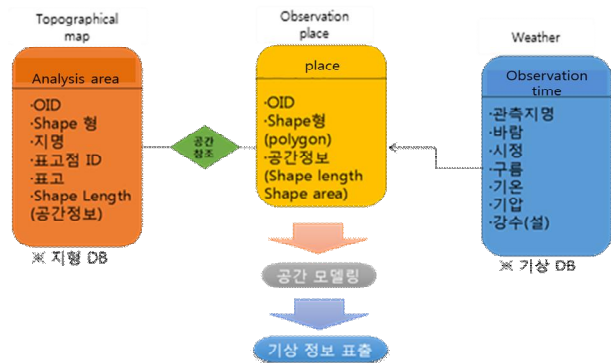 Topographical
map
Analysis area
·OID
·Shape 형
·지명
·표고점 ID
·표고
·Shape Length
(공간정보)
※ 지형 DB
공간
참조
Observation
place
place
·OID
·Shape형
(polygon)
·공간정보
(Shape length
Shape area)
공간 모델링
기상 정보 표출
Weather
Observation
time
·관측지명
·바람
·시정
·구름
·기온
·기압
·강수(설)
※ 기상 DB